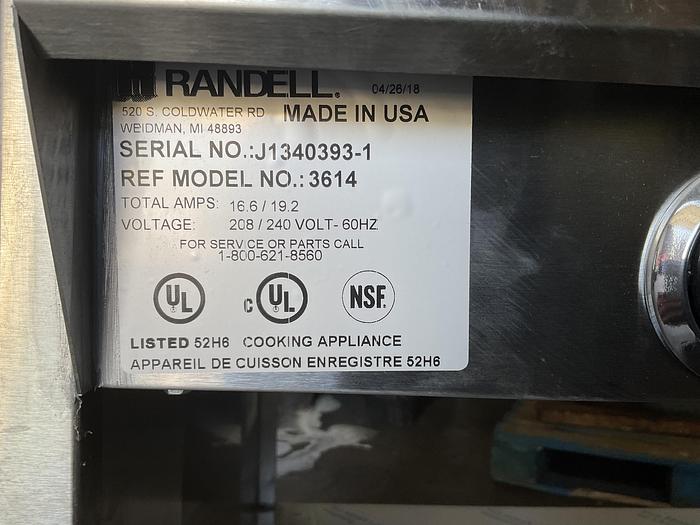 RANDELL. 04/26/18
520 S. COLDWATER RD MADE IN USA
WEIDMAN, MI 48893
SERIAL NO.:J1340393-1
REF MODEL NO.: 3614
TOTAL AMPS: 16.6 / 19.2
VOLTAGE: 208 / 240 VOLT- 60HZ
FOR SERVICE OR PARTS CALL
1-800-621-8560
UL c UL NSF.
LISTED 52H6 COOKING APPLIANCE
APPAREIL DE CUISSON ENREGISTRE 52H6